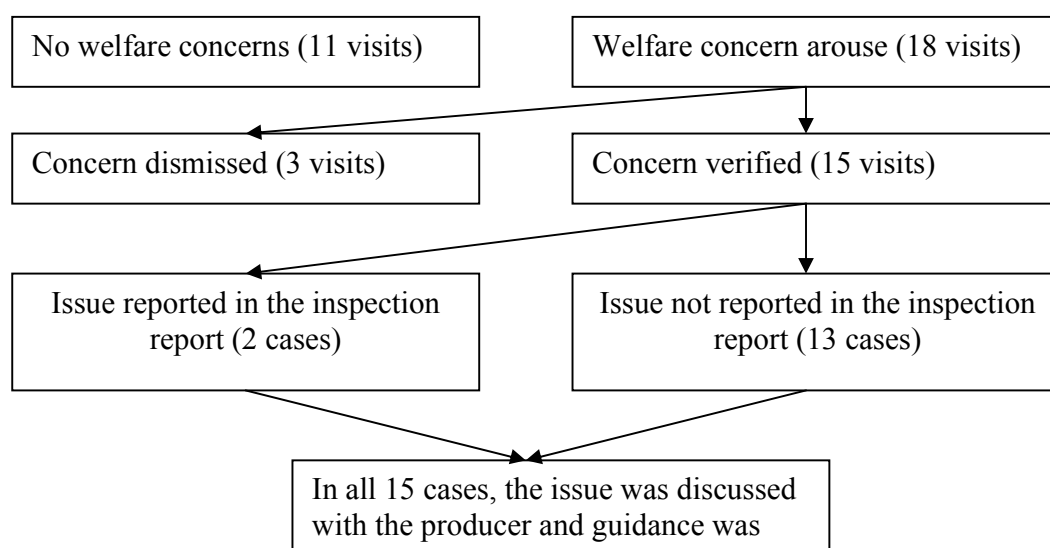 No welfare concerns (11 visits)
Welfare concern arouse (18 visits)
Concern dismissed (3 visits)
Concern verified (15 visits)
Issue reported in the inspection
report (2 cases)
Issue not reported in the inspection
report (13 cases)
In all 15 cases, the issue was discussed
with the producer and guidance was